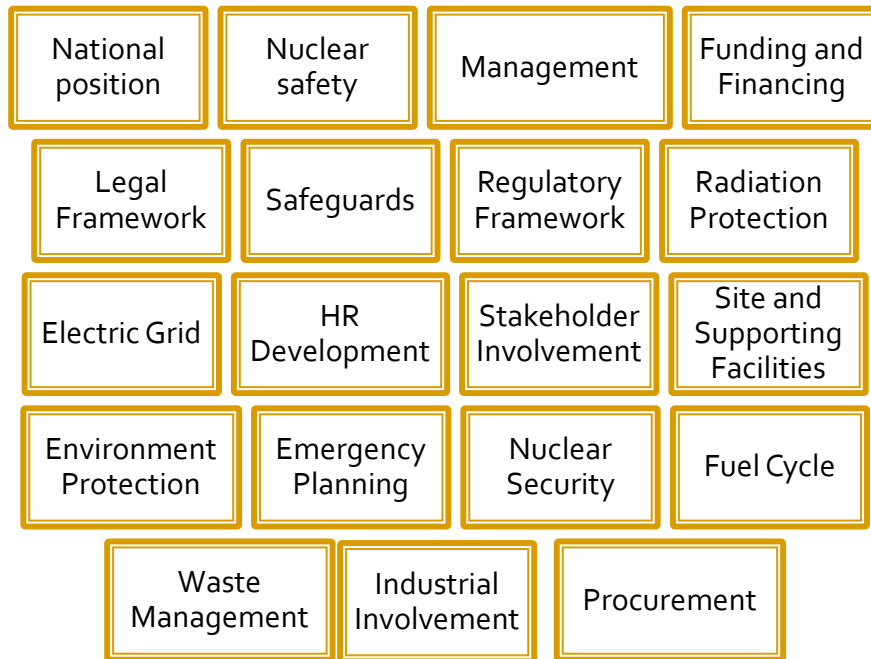 National
position
Nuclear
safety
Management
Funding and
Financing
Legal
Framework
Safeguards
Regulatory
Framework
Radiation
Protection
Electric Grid
HR
Development
Stakeholder
Involvement
Site and
Supporting
Facilities
Environment
Protection
Emergency
Planning
Nuclear
Security
Fuel Cycle
Waste
Management
Industrial
Involvement
Procurement